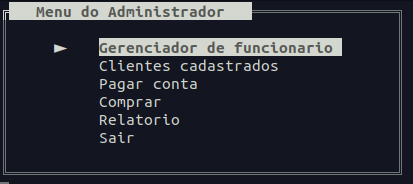 Menu do Administrador
► Gerenciador de funcionario
Clientes cadastrados
Pagar conta
Comprar
Relatorio
Sair